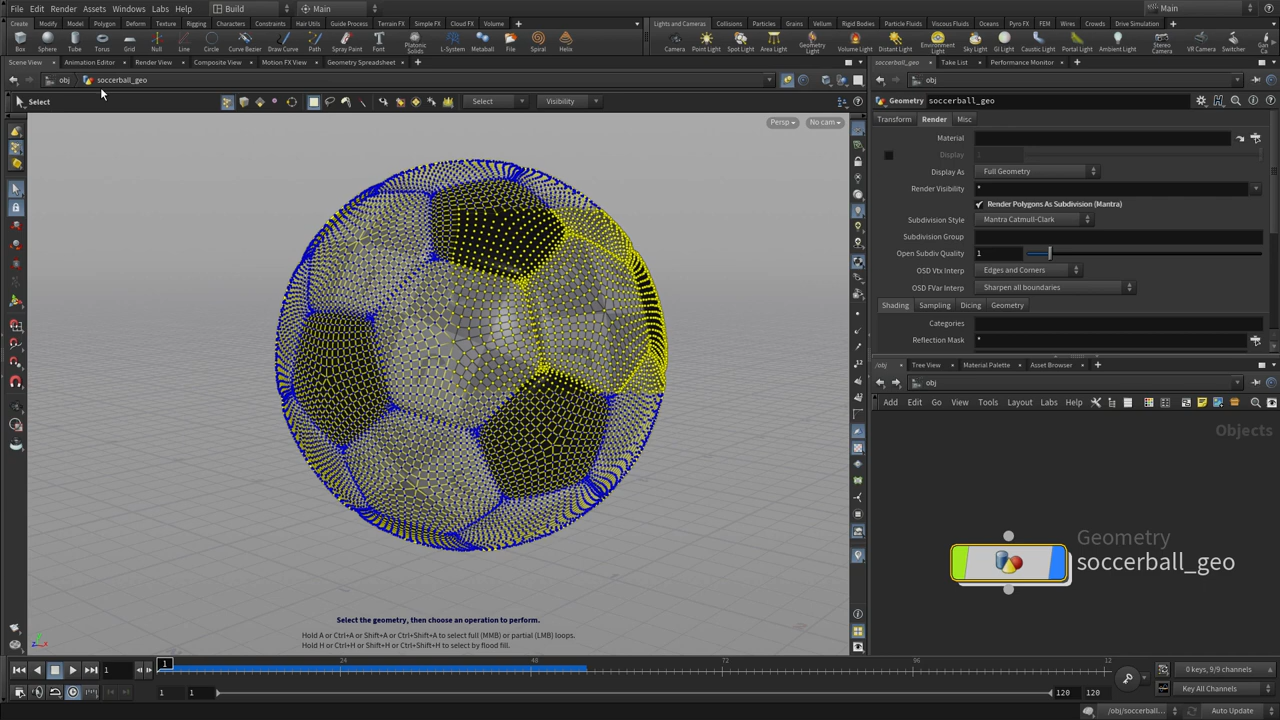 File Edit Render Assets Windows Labs Help Build Main Main
Create Modify Model Polygon Deform Texture Rigging Characters Constraints Hair Utils Guide Process Terrain FX Simple FX Cloud FX Volume
Lights and Cameras Collisions Particles Grains Vellum Rigid Bodies Particle Fluids Viscous Fluids Oceans Pyro FX FEM Wires Crowds Drive Simulation
Box Sphere Tube Torus Grid Null Line Circle Curve Bezier Draw Curve Path Spray Paint Font Platonic Solids L-System Metaball File Spiral Helix
Camera Point Light Spot Light Area Light Geometry Light Volume Light Distant Light Environment Light Sky Light GI Light Caustic Light Portal Light Ambient Light Stereo Camera VR Camera Switcher
Scene View Animation Editor Render View Composite View Motion FX View Geometry Spreadsheet
soccerball_geo Take List Performance Monitor
obj soccerball_geo
obj
Select Select Visibility
Geometry soccerball_geo
Persp No cam
Transform Render Misc
Material
Display
Display As Full Geometry
Render Visibility *
Render Polygons As Subdivision (Mantra)
Subdivision Style Mantra Catmull-Clark
Subdivision Group
Open Subdiv Quality 1
OSD Vtx Interp Edges and Corners
OSD FVar Interp Sharpen all boundaries
Shading Sampling Dicing Geometry
Categories
Reflection Mask *
/obj Tree View Material Palette Asset Browser
obj
Add Edit Go View Tools Layout Labs Help
Objects
Geometry
soccerball_geo
Select the geometry, then choose an operation to perform.
Hold A or Ctrl+A or Shift+A or Ctrl+Shift+A to select full (MMB) or partial (LMB) loops.
Hold H or Ctrl+H or Shift+H or Ctrl+Shift+H to select by flood fill.
1 1 24 48 72 96 12
0 keys, 9/9 channels
1 1 120 120
Key All Channels
/obj/soccerball... Auto Update